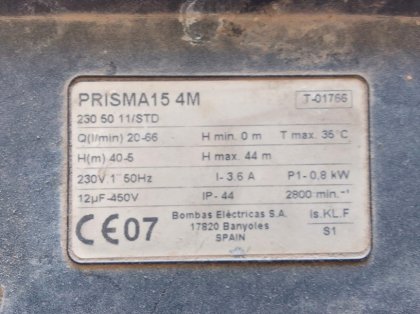 PRISMA15 4M T-01766
230 50 11/STD
Q(l/min) 20-66 H min. 0 m T max. 35°C
H(m) 40-5 H max. 44 m
230V 1~50Hz I- 3.6 A P1- 0,8 kW
12µF-450V IP- 44 2800 min.-¹
CE07 Bombas Eléctricas S.A. Is.KL.F
17820 Banyoles S1
SPAIN